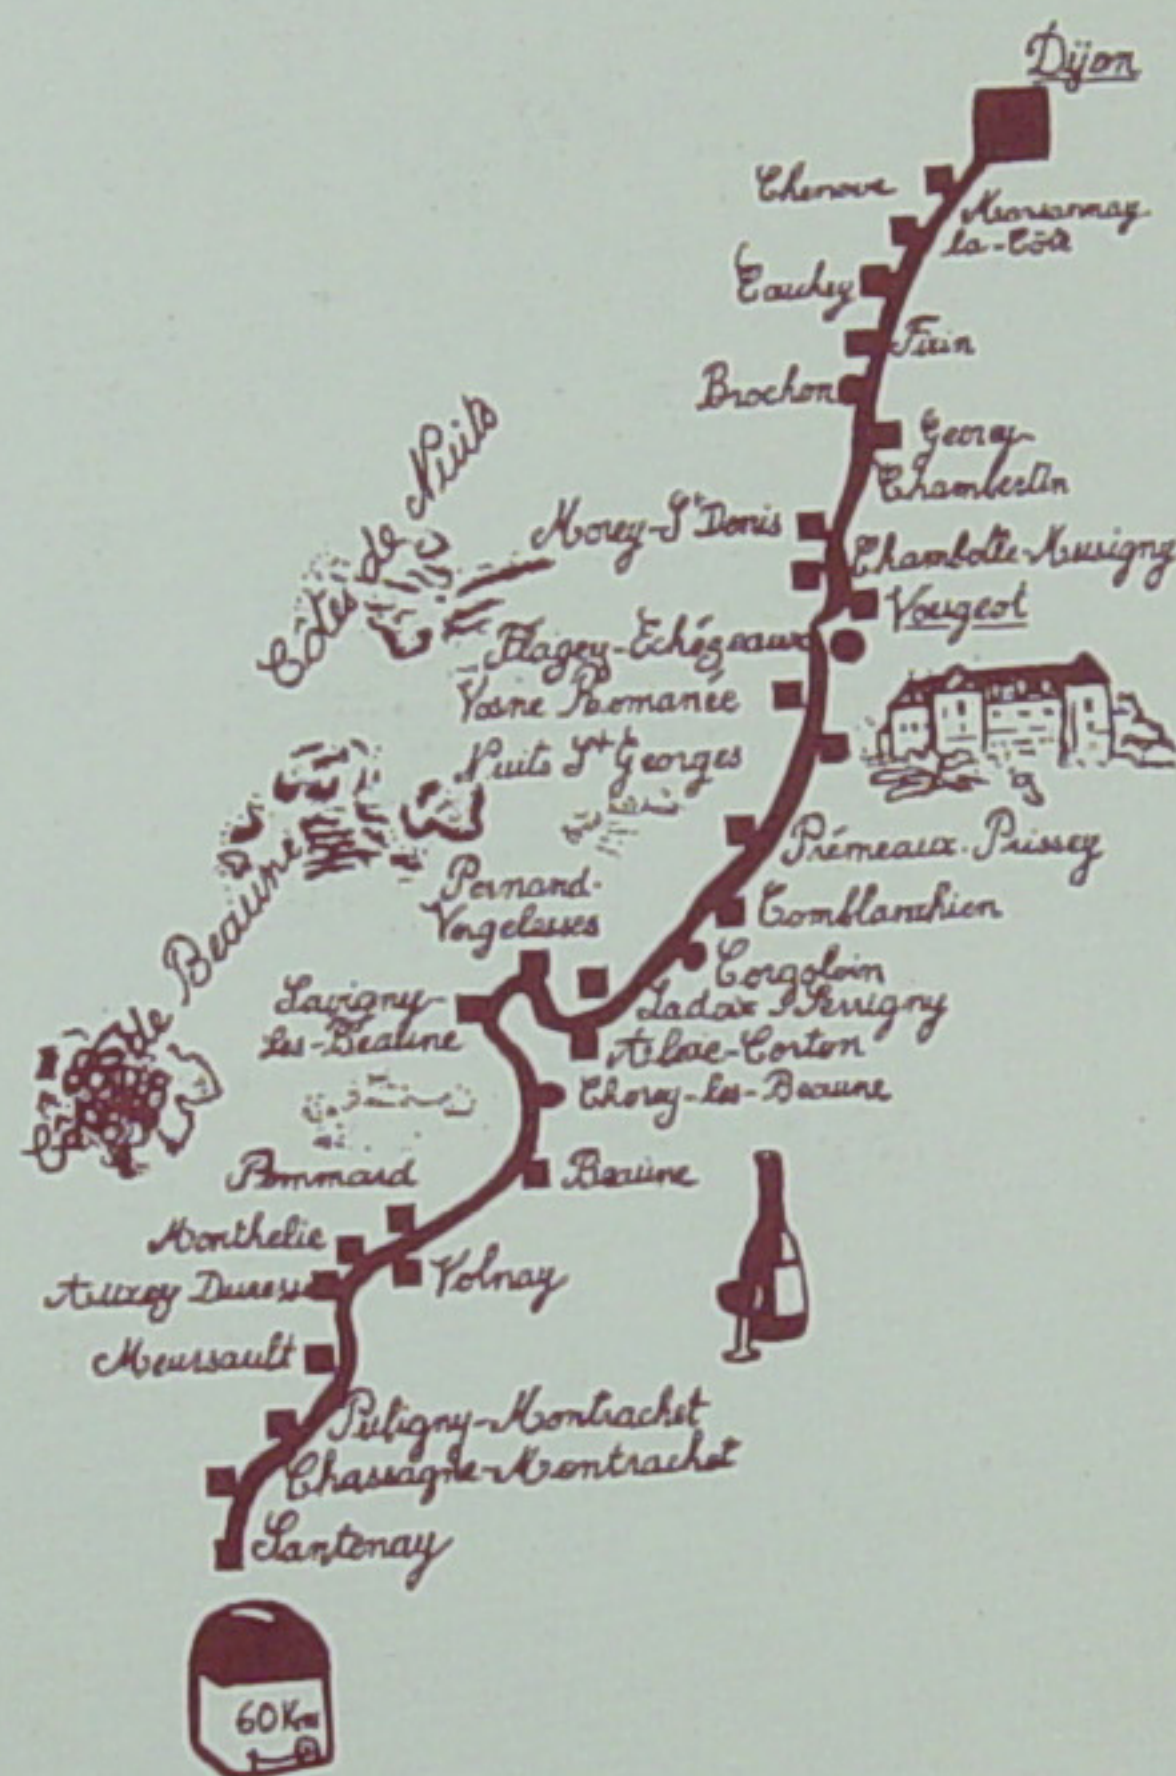 Dijon
Chenove
Marsannay
la-Côte
Couchey
Fixin
Brochon
Gevrey-
Chambertin
Côtes de Nuits
Morey-St Denis
Chambolle-Musigny
Vougeot
Flagey-Echézeaux
Vosne Romanée
Nuits St Georges
Prémeaux-Prissey
Pernand-
Vergelesses
Comblanchien
Corgoloin
Savigny-
Les-Beaune
Ladoix Serrigny
Aloxe-Corton
Chorey-les-Beaune
de Beaune
Beaune
Pommard
Monthelie
Volnay
Auxey Duresse
Meursault
Puligny-Montrachet
Chassagne-Montrachet
Santenay
60 Km